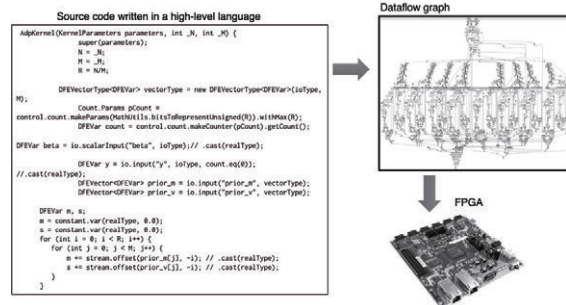 Source code written in a high-level language
Dataflow graph
AdpKernel(KernelParameters parameters, int _N, int _M) {
super(parameters);
N = _N;
M = _M;
R = N/M;
DFEVectorType<DFEVar> vectorType = new DFEVectorType<DFEVar>(ioType,
M);
Count.Params pCount =
control.count.makeParams(MathUtils.bitsToRepresentUnsigned(R)).withMax(R);
DFEVar count = control.count.makeCounter(pCount).getCount();
DFEVar beta = io.scalarInput("beta", ioType);// .cast(realType);
DFEVar y = io.input("y", ioType, count.eq(0));
//.cast(realType);
DFEVector<DFEVar> prior_m = io.input("prior_m", vectorType);
DFEVector<DFEVar> prior_v = io.input("prior_v", vectorType);
DFEVar m, s;
m = constant.var(realType, 0.0);
s = constant.var(realType, 0.0);
for (int i = 0; i < R; i++) {
for (int j = 0; j < M; j++) {
m += stream.offset(prior_m[j], -i); // .cast(realType);
s += stream.offset(prior_v[j], -i); // .cast(realType);
}
}
FPGA